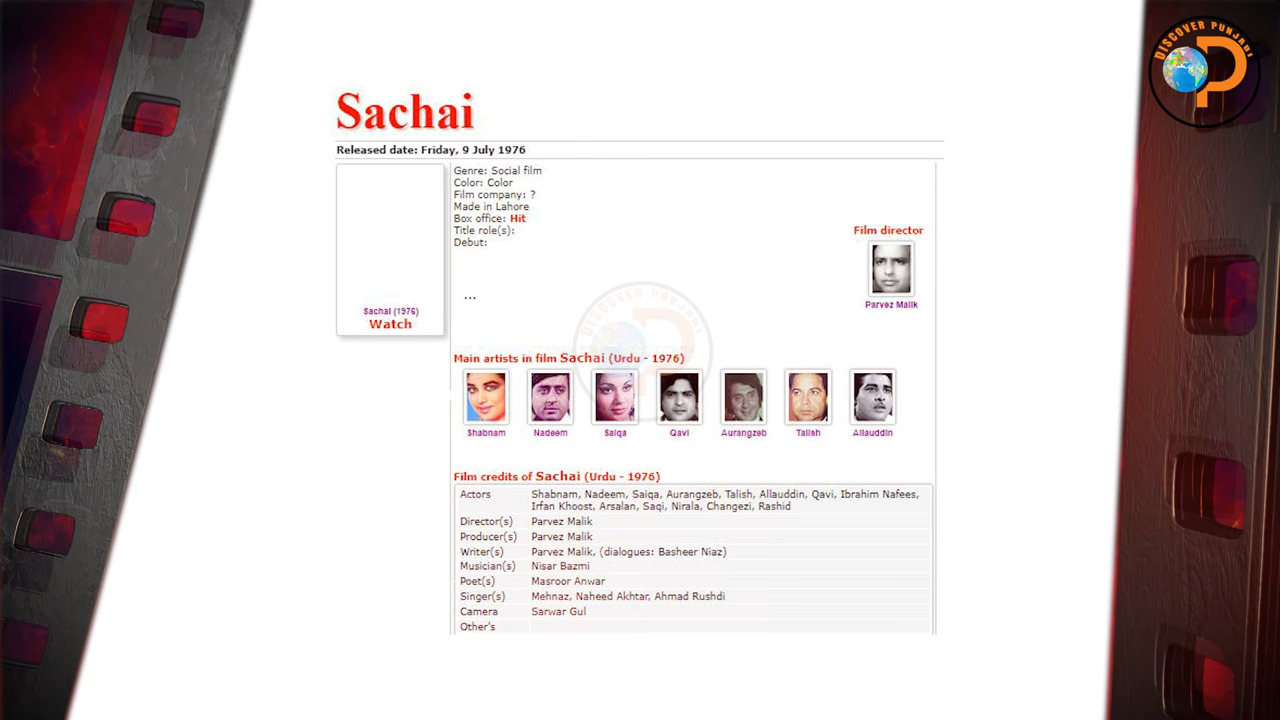 DISCOVER PUNJABI
Sachai
Released date: Friday, 9 July 1976
Genre: Social film
Color: Color
Film company: ?
Made in Lahore
Box office: Hit
Title role(s):
Debut:
...
Sachai (1976)
Watch
Film director
Parvez Malik
DISCOVER PUNJABI
Main artists in film Sachai (Urdu - 1976)
Shabnam Nadeem Saiqa Qavi Aurangzeb Talish Allauddin
Film credits of Sachai (Urdu - 1976)
Actors Shabnam, Nadeem, Saiqa, Aurangzeb, Talish, Allauddin, Qavi, Ibrahim Nafees,
Irfan Khoost, Arsalan, Saqi, Nirala, Changezi, Rashid
Director(s) Parvez Malik
Producer(s) Parvez Malik
Writer(s) Parvez Malik, (dialogues: Basheer Niaz)
Musician(s) Nisar Bazmi
Poet(s) Masroor Anwar
Singer(s) Mehnaz, Naheed Akhtar, Ahmad Rushdi
Camera Sarwar Gul
Other's